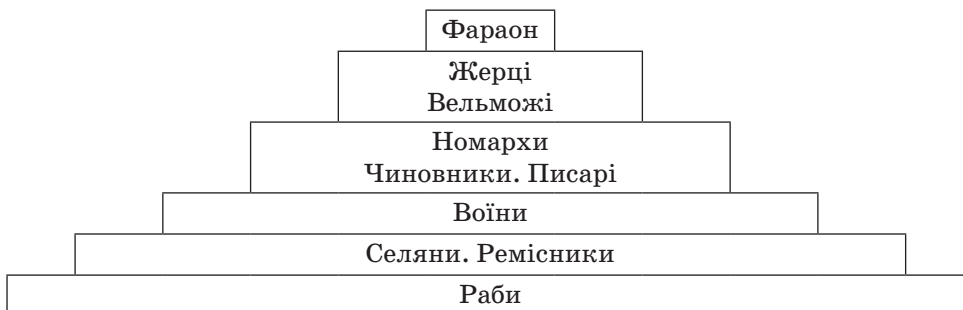 Фараон
Жерці
Вельможі
Номархи
Чиновники. Писарі
Воїни
Селяни. Ремісники
Раби